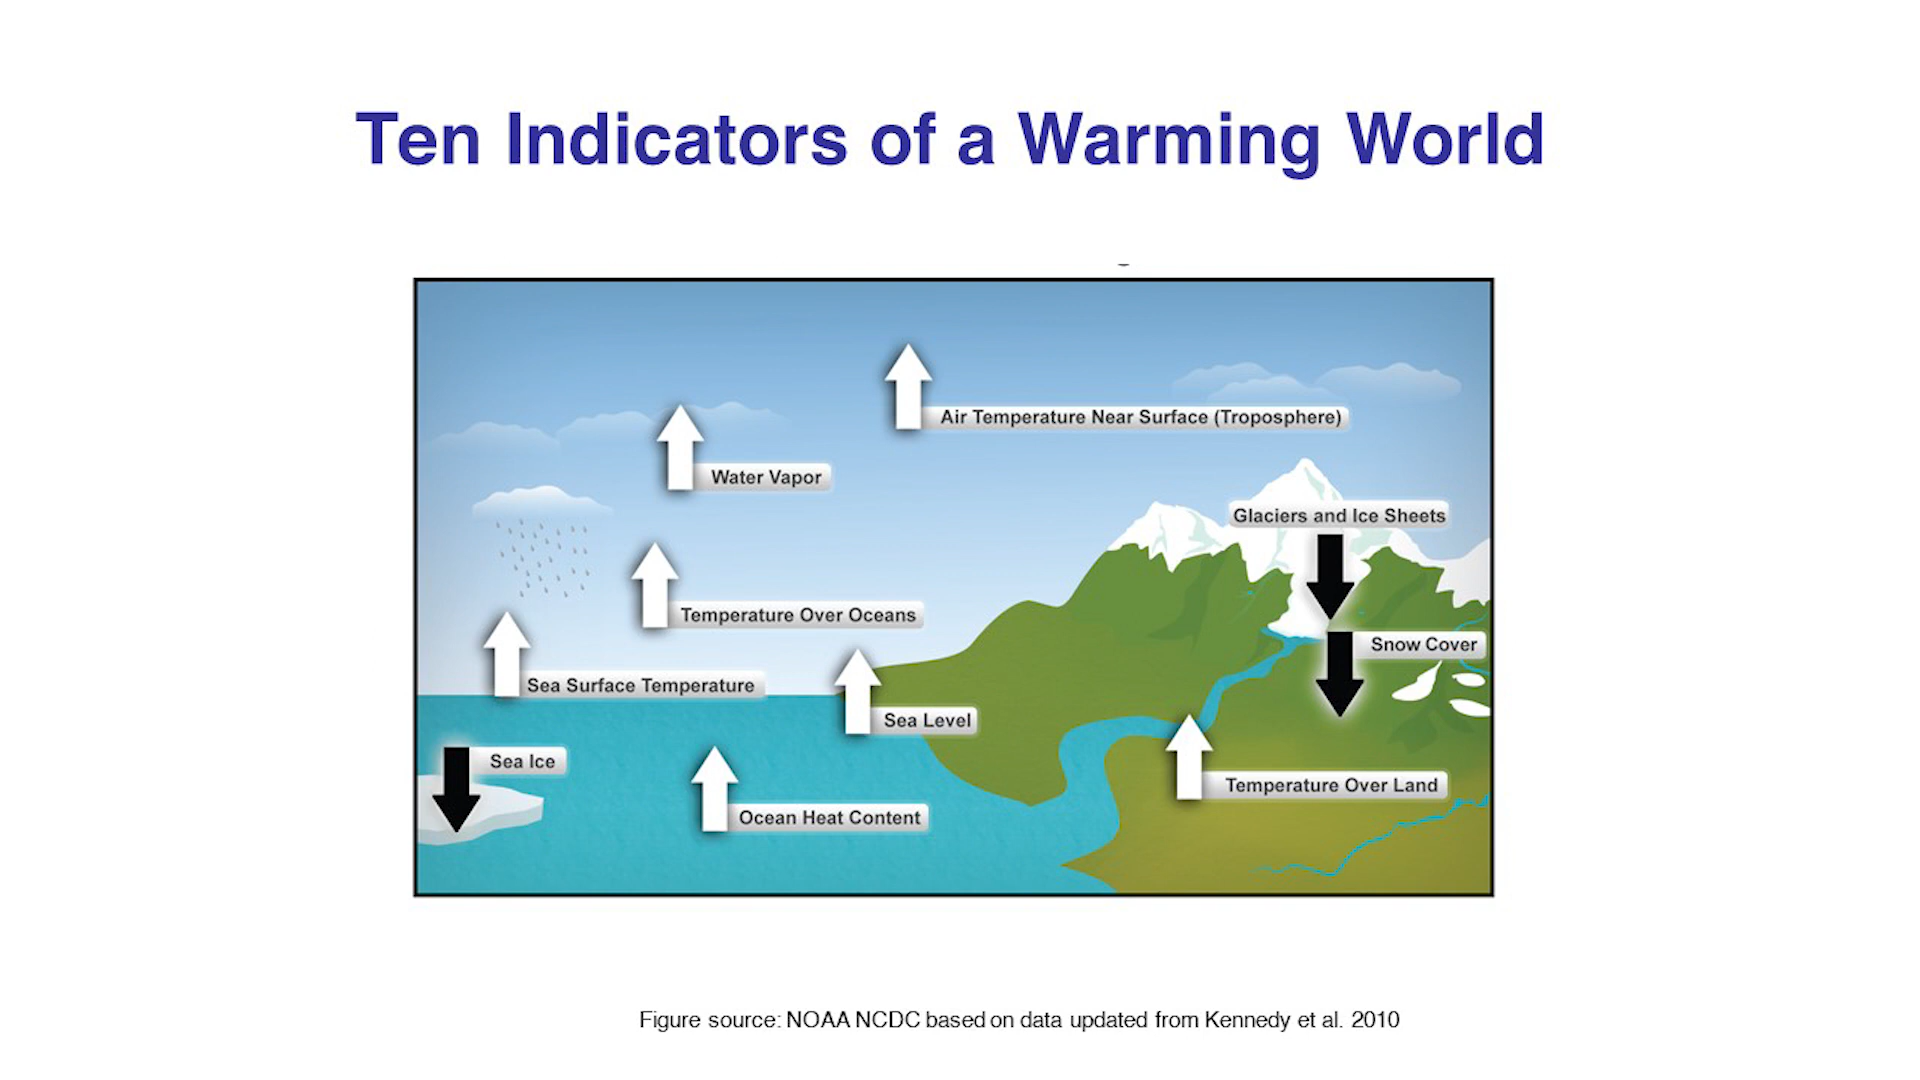 Ten Indicators of a Warming World
Air Temperature Near Surface (Troposphere)
Water Vapor
Glaciers and Ice Sheets
Temperature Over Oceans
Snow Cover
Sea Surface Temperature
Sea Level
Sea Ice
Temperature Over Land
Ocean Heat Content
Figure source: NOAA NCDC based on data updated from Kennedy et al. 2010